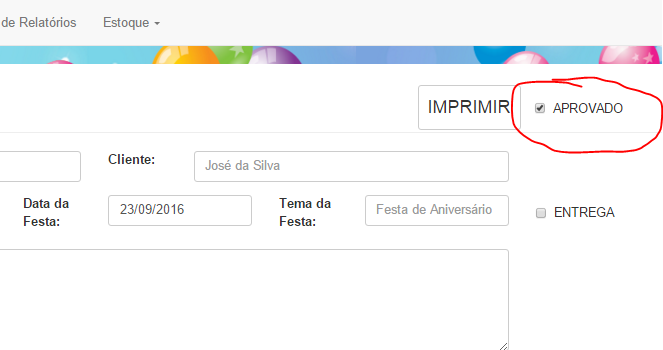 de Relatórios Estoque
IMPRIMIR APROVADO
Cliente: José da Silva
Data da Festa: 23/09/2016 Tema da Festa: Festa de Aniversário ENTREGA